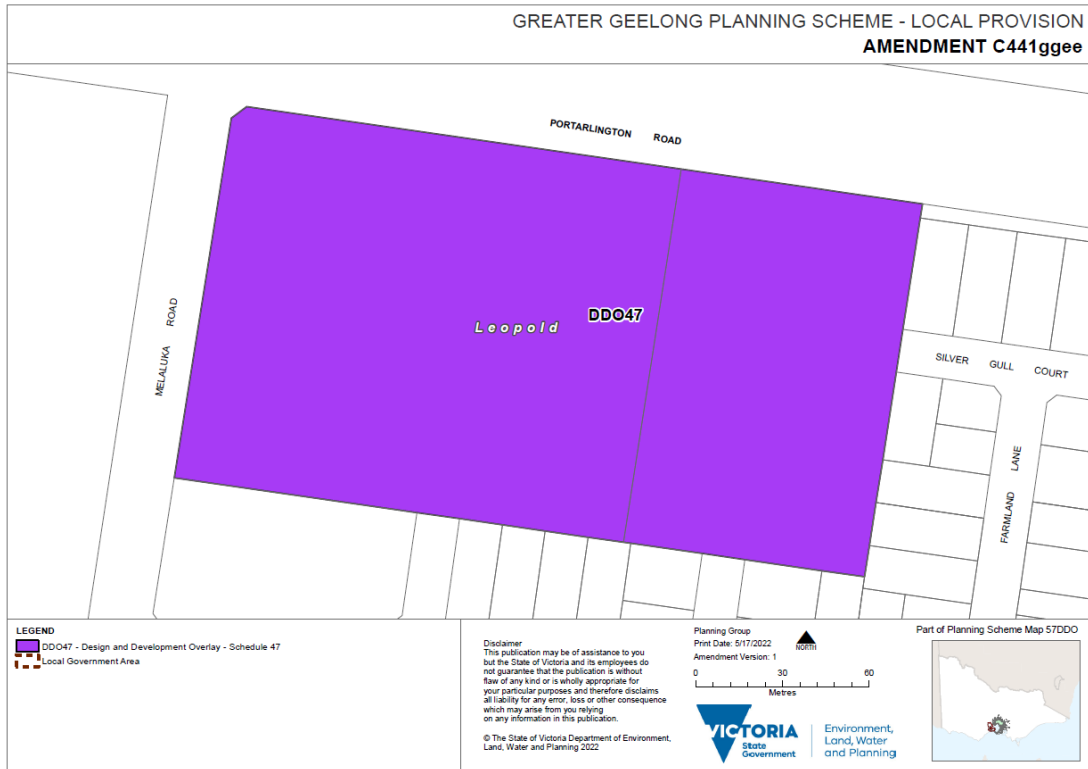 GREATER GEELONG PLANNING SCHEME - LOCAL PROVISION
AMENDMENT C441ggee
PORTARLINGTON ROAD
MELALUKA ROAD
Leopold
DDO47
SILVER GULL COURT
FARMLAND LANE
LEGEND
DDO47 - Design and Development Overlay - Schedule 47
Local Government Area
Disclaimer
This publication may be of assistance to you
but the State of Victoria and its employees do
not guarantee that the publication is without
flaw of any kind or is wholly appropriate for
your particular purposes and therefore disclaims
all liability for any error, loss or other consequence
which may arise from you relying
on any information in this publication.
© The State of Victoria Department of Environment,
Land, Water and Planning 2022
Planning Group
Print Date: 5/17/2022
Amendment Version: 1
NORTH
0 30 60
Metres
VICTORIA
State
Government
Environment,
Land, Water
and Planning
Part of Planning Scheme Map 57DDO